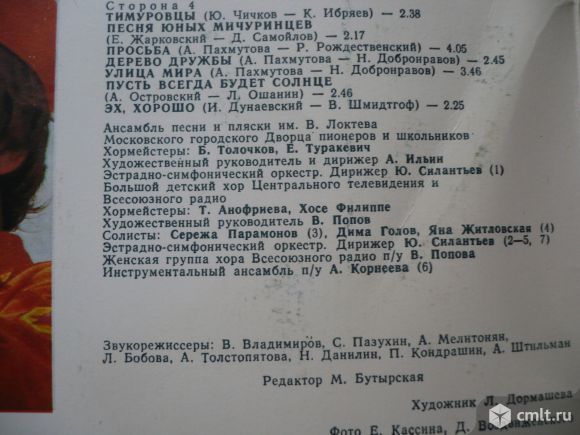 Сторона 4
ТИМУРОВЦЫ (Ю. Чичков — К. Ибряев) — 2.38
ПЕСНЯ ЮНЫХ МИЧУРИНЦЕВ
(Е. Жарковский — Д. Самойлов) — 2.17
ПРОСЬБА (А. Пахмутова — Р. Рождественский) — 4.05
ДЕРЕВО ДРУЖБЫ (А. Пахмутова — Н. Добронравов) — 2.45
УЛИЦА МИРА (А. Пахмутова — Н. Добронравов) — 3.46
ПУСТЬ ВСЕГДА БУДЕТ СОЛНЦЕ
(А. Островский — Л. Ошанин) — 2.46
ЭХ, ХОРОШО (И. Дунаевский — В. Шмидтгоф) — 2.25
Ансамбль песни и пляски им. В. Локтева
Московского городского Дворца пионеров и школьников
Хормейстеры: Б. Толочков, Е. Туракевич
Художественный руководитель и дирижер А. Ильин
Эстрадно-симфонический оркестр. Дирижер Ю. Силантьев (1)
Большой детский хор Центрального телевидения и
Всесоюзного радио
Хормейстеры: Т. Анофриева, Хосе Филиппе
Художественный руководитель В. Попов
Солисты: Сережа Парамонов (3), Дима Голов, Яна Житловская (4)
Эстрадно-симфонический оркестр. Дирижер Ю. Силантьев (2—5, 7)
Женская группа хора Всесоюзного радио п/у В. Попова
Инструментальный ансамбль п/у А. Корнеева (6)
Звукорежиссеры: В. Владимиров, С. Пазухин, А. Мелитонян,
Л. Бобова, А. Толстопятова, Н. Данилин, П. Кондрашин, А. Штильман
Редактор М. Бутырская
Художник Л. Дормашева
Фото Е. Кассина, Д.
cmlt.ru